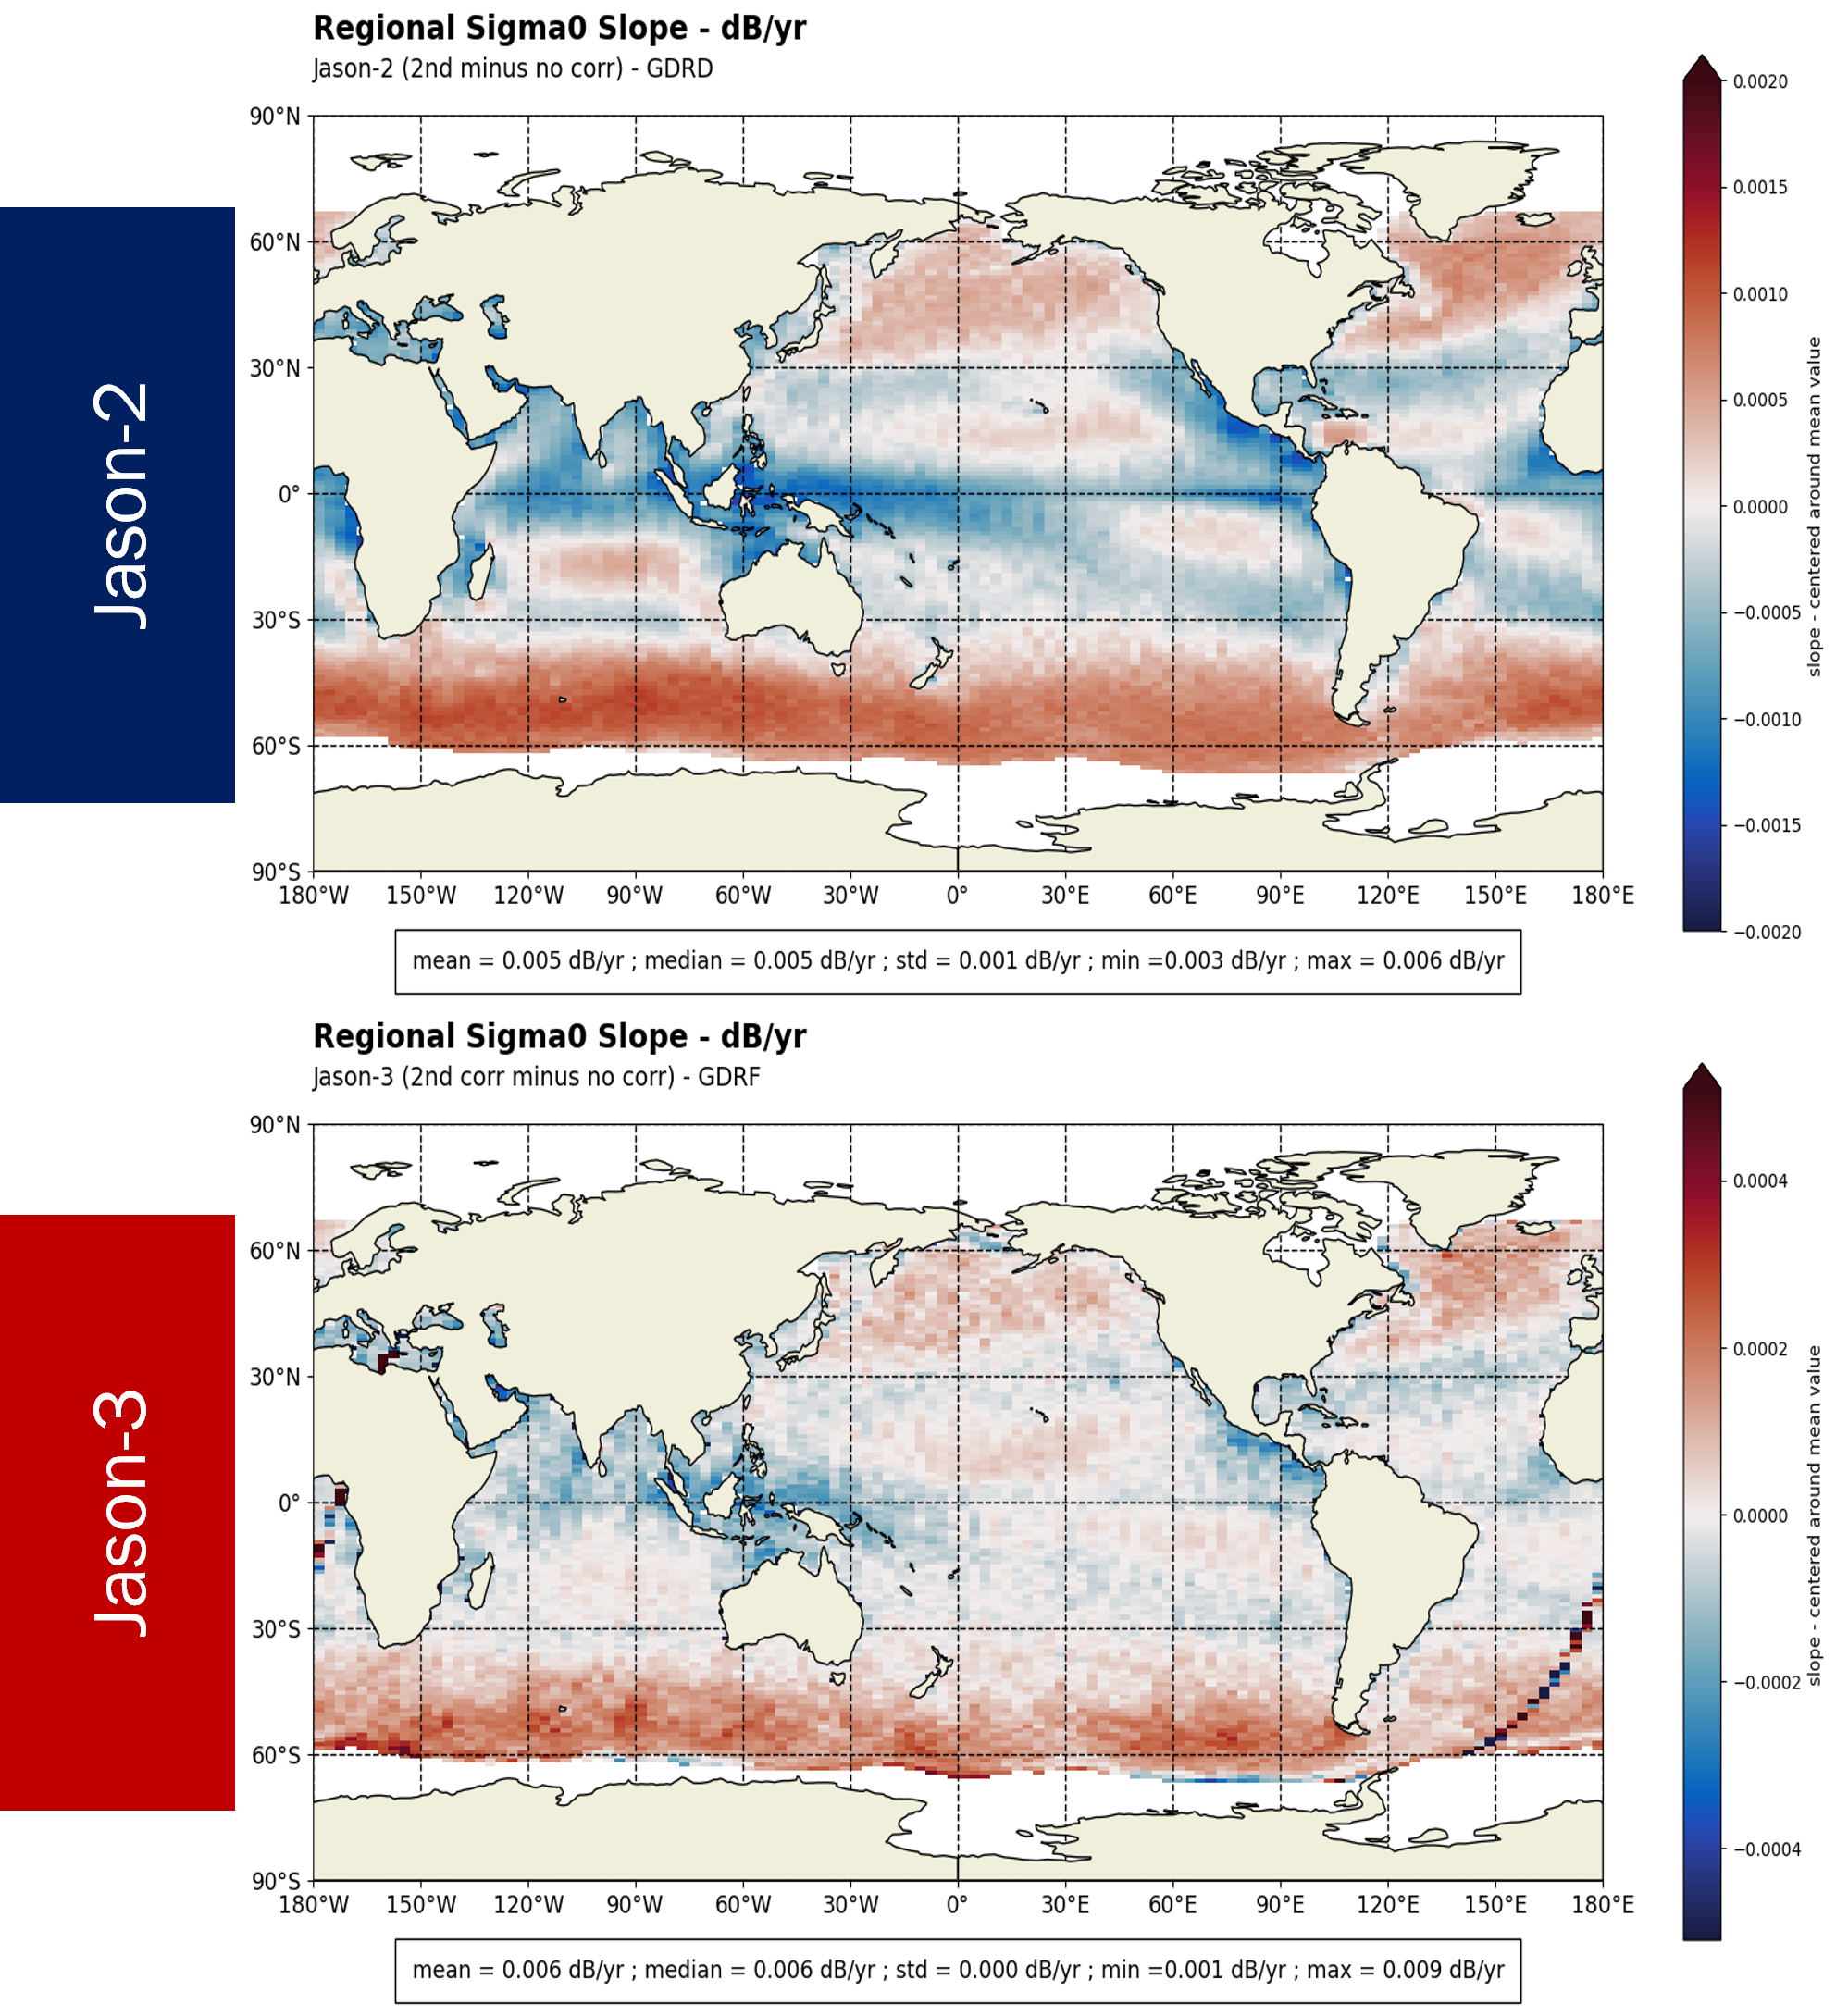 Regional Sigma0 Slope - dB/yr
Jason-2 (2nd minus no corr) - GDRD
Jason-2
90°N
60°N
30°N
0°
30°S
60°S
90°S
180°W 150°W 120°W 90°W 60°W 30°W 0° 30°E 60°E 90°E 120°E 150°E 180°E
0.0020
0.0015
0.0010
0.0005
0.0000
−0.0005
−0.0010
−0.0015
−0.0020
slope - centered around mean value
mean = 0.005 dB/yr ; median = 0.005 dB/yr ; std = 0.001 dB/yr ; min =0.003 dB/yr ; max = 0.006 dB/yr
Regional Sigma0 Slope - dB/yr
Jason-3 (2nd corr minus no corr) - GDRF
Jason-3
90°N
60°N
30°N
0°
30°S
60°S
90°S
180°W 150°W 120°W 90°W 60°W 30°W 0° 30°E 60°E 90°E 120°E 150°E 180°E
0.0004
0.0002
0.0000
−0.0002
−0.0004
slope - centered around mean value
mean = 0.006 dB/yr ; median = 0.006 dB/yr ; std = 0.000 dB/yr ; min =0.001 dB/yr ; max = 0.009 dB/yr